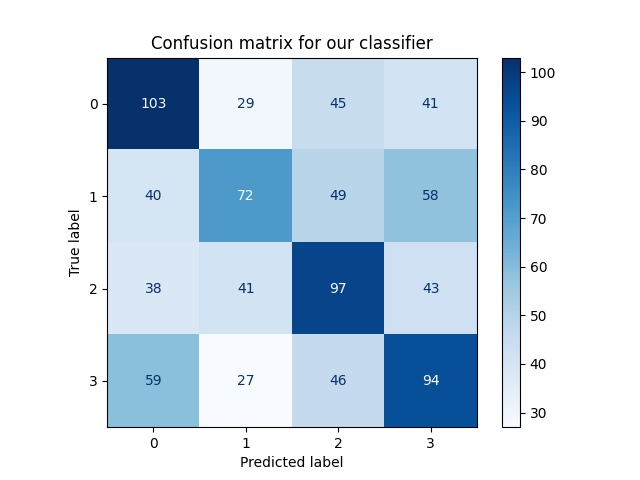 Confusion matrix for our classifier
0 103 29 45 41
1 40 72 49 58
2 38 41 97 43
3 59 27 46 94
0 1 2 3
Predicted label
True label
100
90
80
70
60
50
40
30